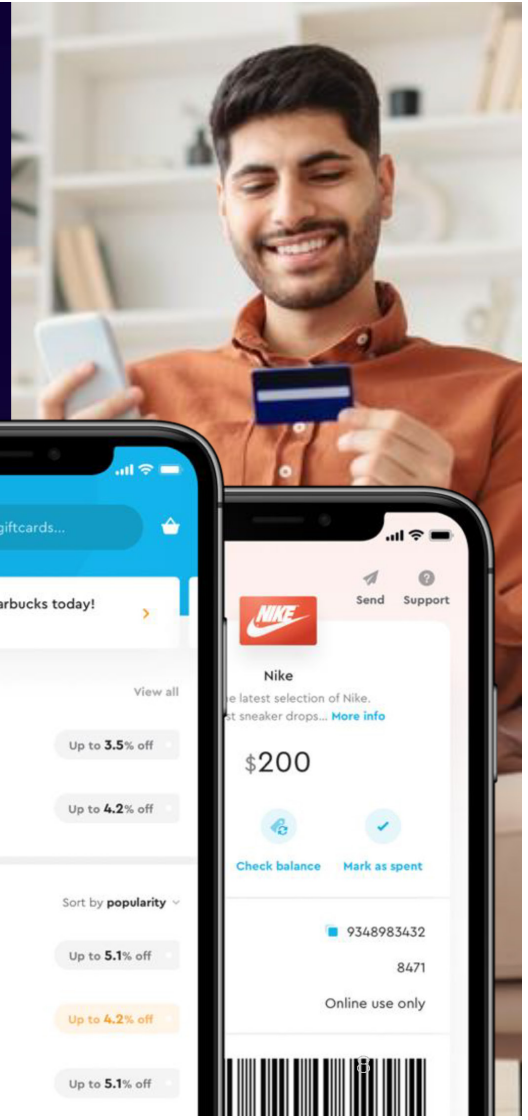 giftcards...
arbucks today!
View all
Up to 3.5% off
Up to 4.2% off
Sort by popularity
Up to 5.1% off
Up to 4.2% off
Up to 5.1% off
Send
Support
NIKE
Nike
e latest selection of Nike.
st sneaker drops... More info
$200
Check balance
Mark as spent
9348983432
8471
Online use only
8